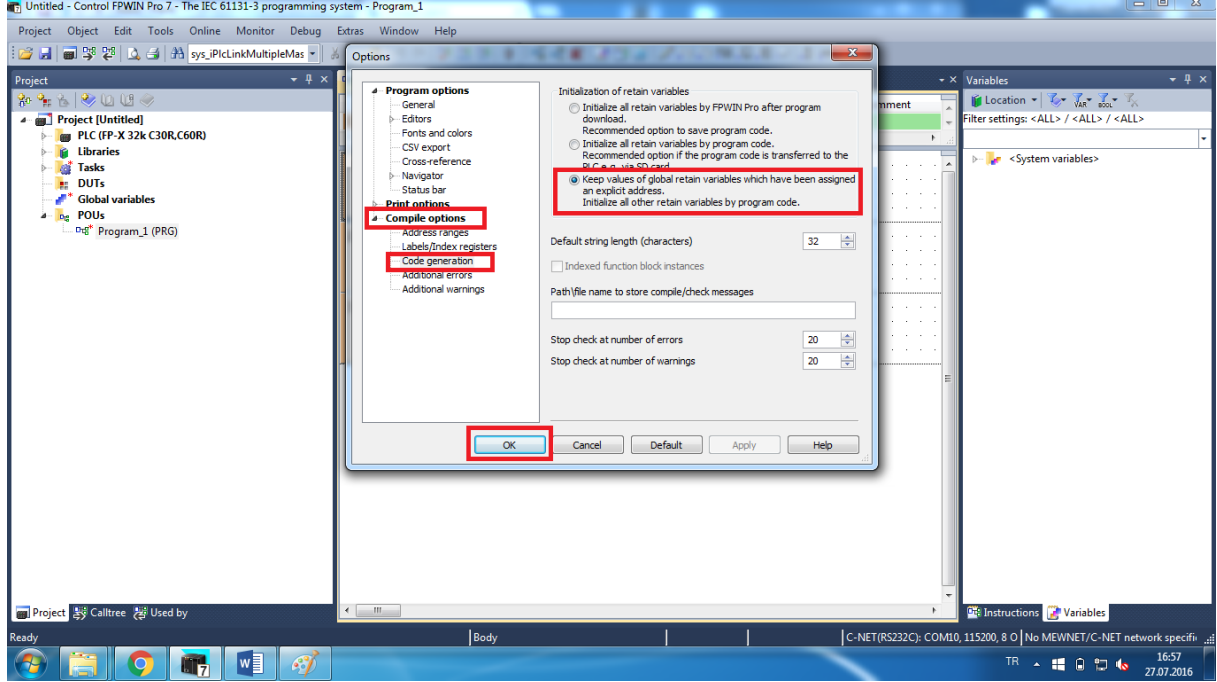 Untitled - Control FPWIN Pro 7 - The IEC 61131-3 programming system - Program_1
Project Object Edit Tools Online Monitor Debug Extras Window Help
sys_iPlcLinkMultipleMas
Options
Project
Project [Untitled]
PLC (FP-X 32k C30R,C60R)
Libraries
Tasks
DUTs
Global variables
POUs
Program_1 (PRG)
Program options
General
Editors
Fonts and colors
CSV export
Cross-reference
Navigator
Status bar
Print options
Compile options
Address ranges
Labels/Index registers
Code generation
Additional errors
Additional warnings
Initialization of retain variables
Initialize all retain variables by FPWIN Pro after program
download.
Recommended option to save program code.
Initialize all retain variables by program code.
Recommended option if the program code is transferred to the
PLC e.g. via SD card
Keep values of global retain variables which have been assigned
an explicit address.
Initialize all other retain variables by program code.
Default string length (characters) 32
Indexed function block instances
Path\file name to store compile/check messages
Stop check at number of errors 20
Stop check at number of warnings 20
OK Cancel Default Apply Help
mment
Variables
Location VAR BOOL
Filter settings: <ALL> / <ALL> / <ALL>
<System variables>
Project Calltree Used by
Instructions Variables
Ready Body C-NET(RS232C): COM10, 115200, 8 O No MEWNET/C-NET network specifi
7 W TR 16:57
27.07.2016